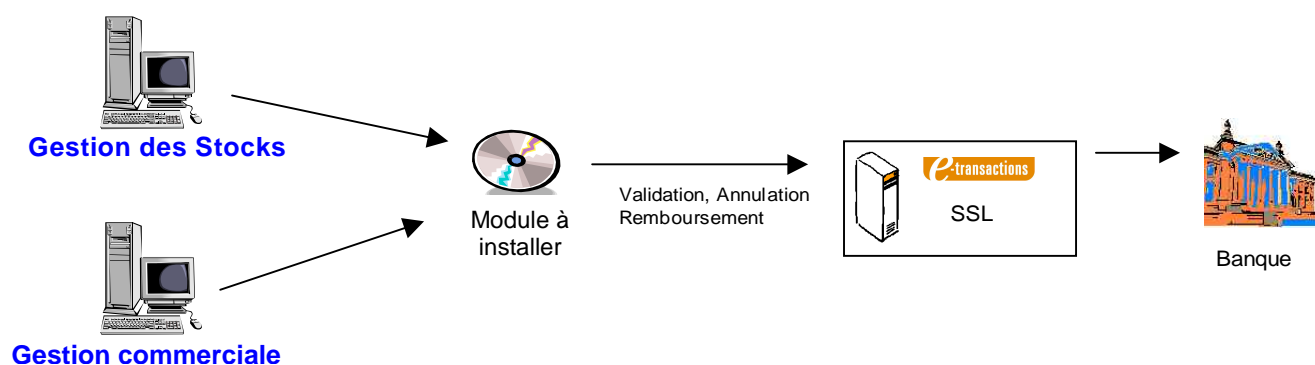 Gestion des Stocks
Module à
installer
Validation, Annulation
Remboursement
e-transactions
SSL
Banque
Gestion commerciale